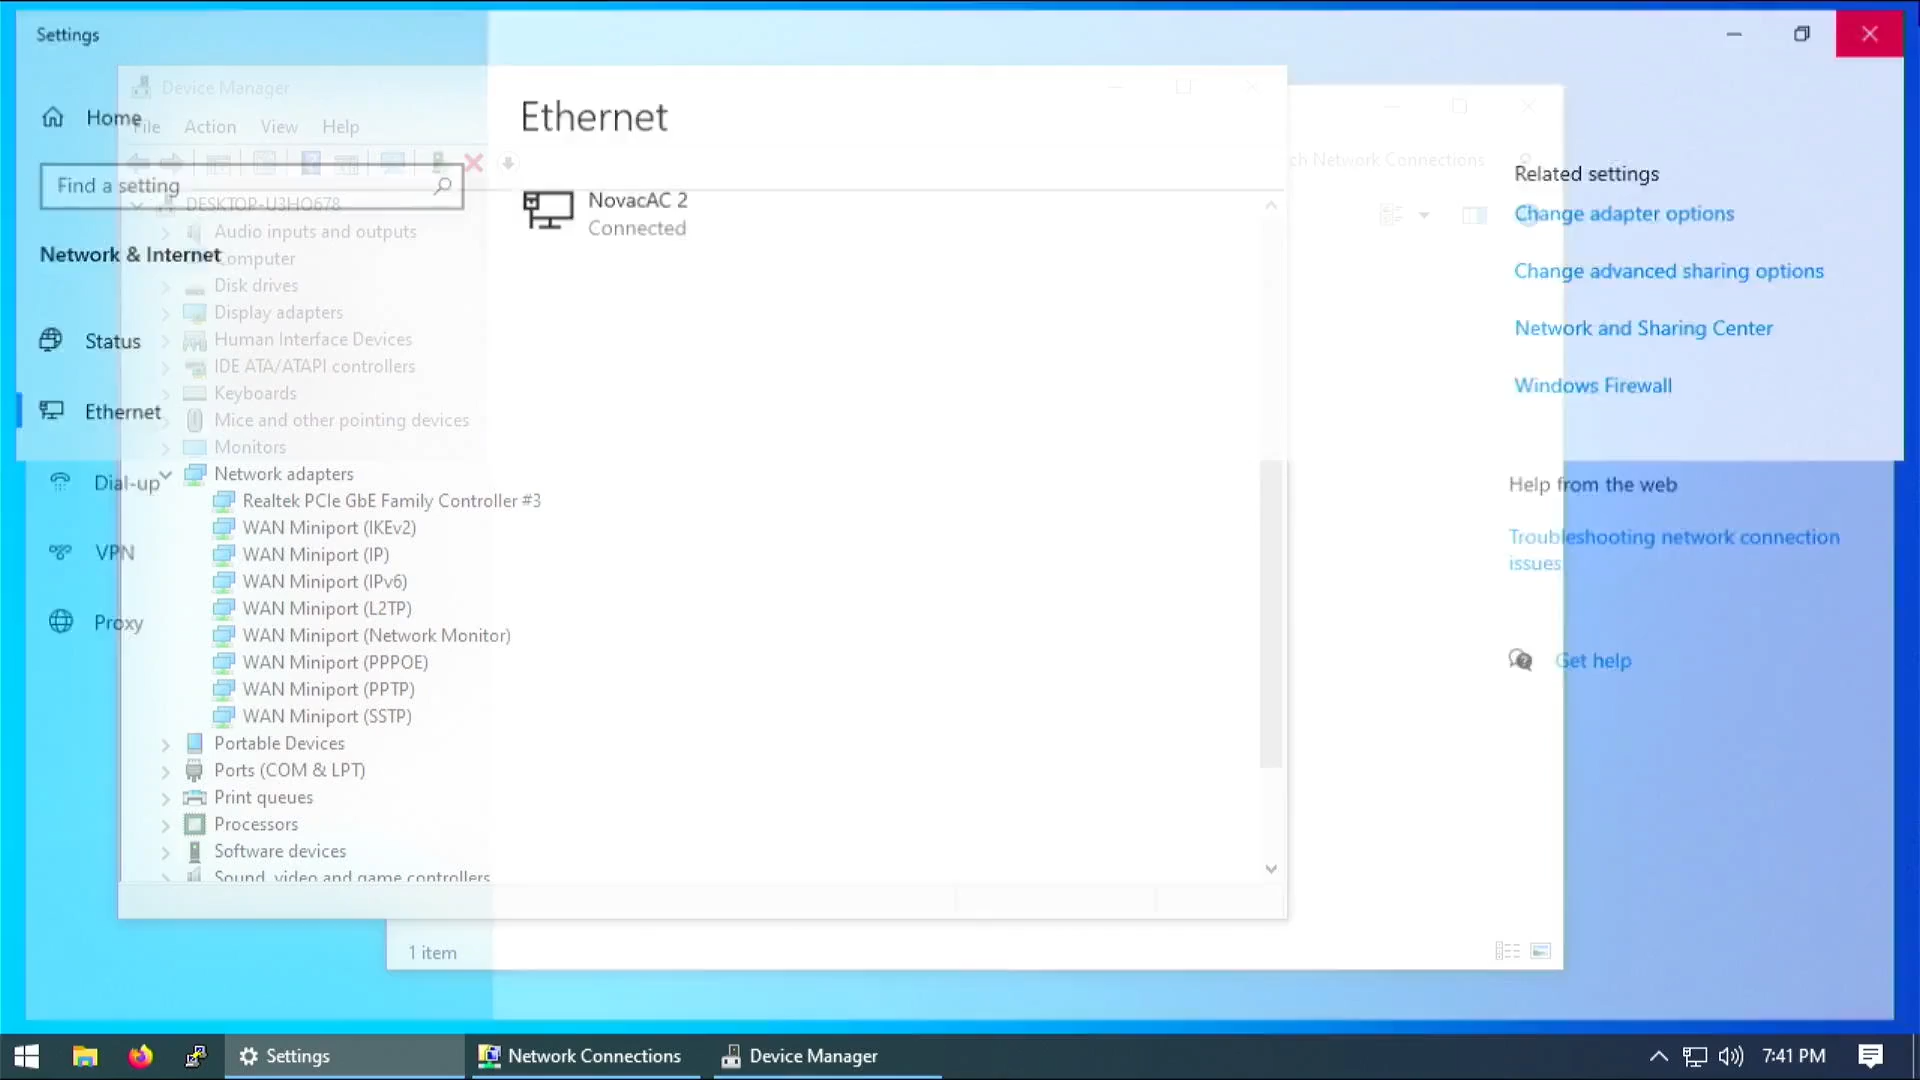 Settings
Device Manager
Home
File Action View Help
Ethernet
Find a setting
DESKTOP-U3HO678
NovacAC 2
Connected
Network Connections
Related settings
Change adapter options
Change advanced sharing options
Network and Sharing Center
Windows Firewall
Network & Internet
Status
Ethernet
Dial-up
VPN
Proxy
Audio inputs and outputs
Computer
Disk drives
Display adapters
Human Interface Devices
IDE ATA/ATAPI controllers
Keyboards
Mice and other pointing devices
Monitors
Network adapters
Realtek PCIe GbE Family Controller #3
WAN Miniport (IKEv2)
WAN Miniport (IP)
WAN Miniport (IPv6)
WAN Miniport (L2TP)
WAN Miniport (Network Monitor)
WAN Miniport (PPPOE)
WAN Miniport (PPTP)
WAN Miniport (SSTP)
Portable Devices
Ports (COM & LPT)
Print queues
Processors
Software devices
Sound, video and game controllers
Help from the web
Troubleshooting network connection
issues
Get help
1 item
Settings
Network Connections
Device Manager
7:41 PM